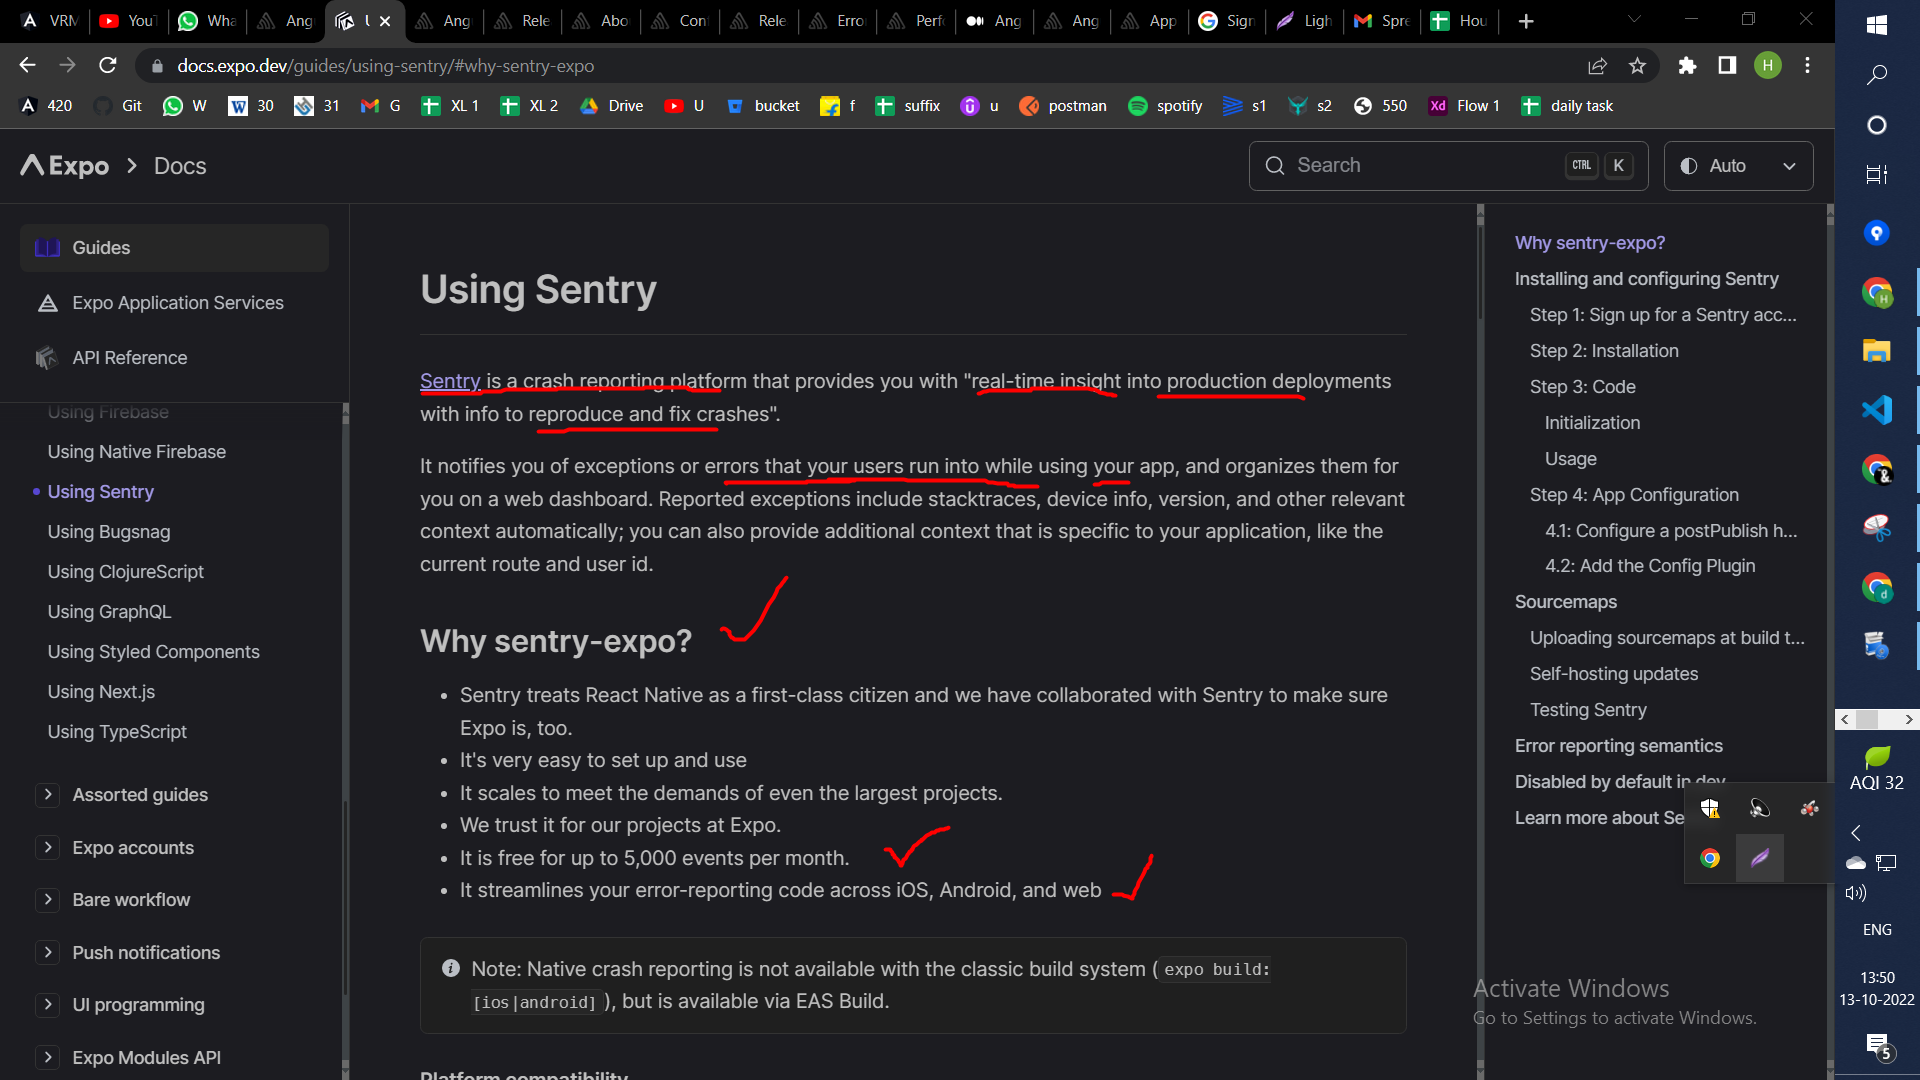 VRM
YouT
Wha
Ang
U
Ang
Rele
Abo
Con
Rele
Erro
Perfo
Ang
Ang
App
Sign
Ligh
Spre
Hou
docs.expo.dev/guides/using-sentry/#why-sentry-expo
H
420
Git
W
30
31
G
XL 1
XL 2
Drive
U
bucket
f
suffix
u
postman
spotify
s1
s2
550
Xd Flow 1
daily task
Expo
Docs
Search
CTRL K
Auto
Guides
Expo Application Services
API Reference
Using Firebase
Using Native Firebase
Using Sentry
Using Bugsnag
Using ClojureScript
Using GraphQL
Using Styled Components
Using Next.js
Using TypeScript
Assorted guides
Expo accounts
Bare workflow
Push notifications
UI programming
Expo Modules API
Using Sentry
Sentry is a crash reporting platform that provides you with "real-time insight into production deployments
with info to reproduce and fix crashes".
It notifies you of exceptions or errors that your users run into while using your app, and organizes them for
you on a web dashboard. Reported exceptions include stacktraces, device info, version, and other relevant
context automatically; you can also provide additional context that is specific to your application, like the
current route and user id.
Why sentry-expo?
• Sentry treats React Native as a first-class citizen and we have collaborated with Sentry to make sure
Expo is, too.
• It's very easy to set up and use
• It scales to meet the demands of even the largest projects.
• We trust it for our projects at Expo.
• It is free for up to 5,000 events per month.
• It streamlines your error-reporting code across iOS, Android, and web
Note: Native crash reporting is not available with the classic build system ( expo build:
[ios|android] ), but is available via EAS Build.
Platform compatibility
Why sentry-expo?
Installing and configuring Sentry
Step 1: Sign up for a Sentry acc...
Step 2: Installation
Step 3: Code
Initialization
Usage
Step 4: App Configuration
4.1: Configure a postPublish h...
4.2: Add the Config Plugin
Sourcemaps
Uploading sourcemaps at build t...
Self-hosting updates
Testing Sentry
Error reporting semantics
Disabled by default in dev
Learn more about Se
Activate Windows
Go to Settings to activate Windows.
H
&
d
AQI 32
ENG
13:50
13-10-2022
5